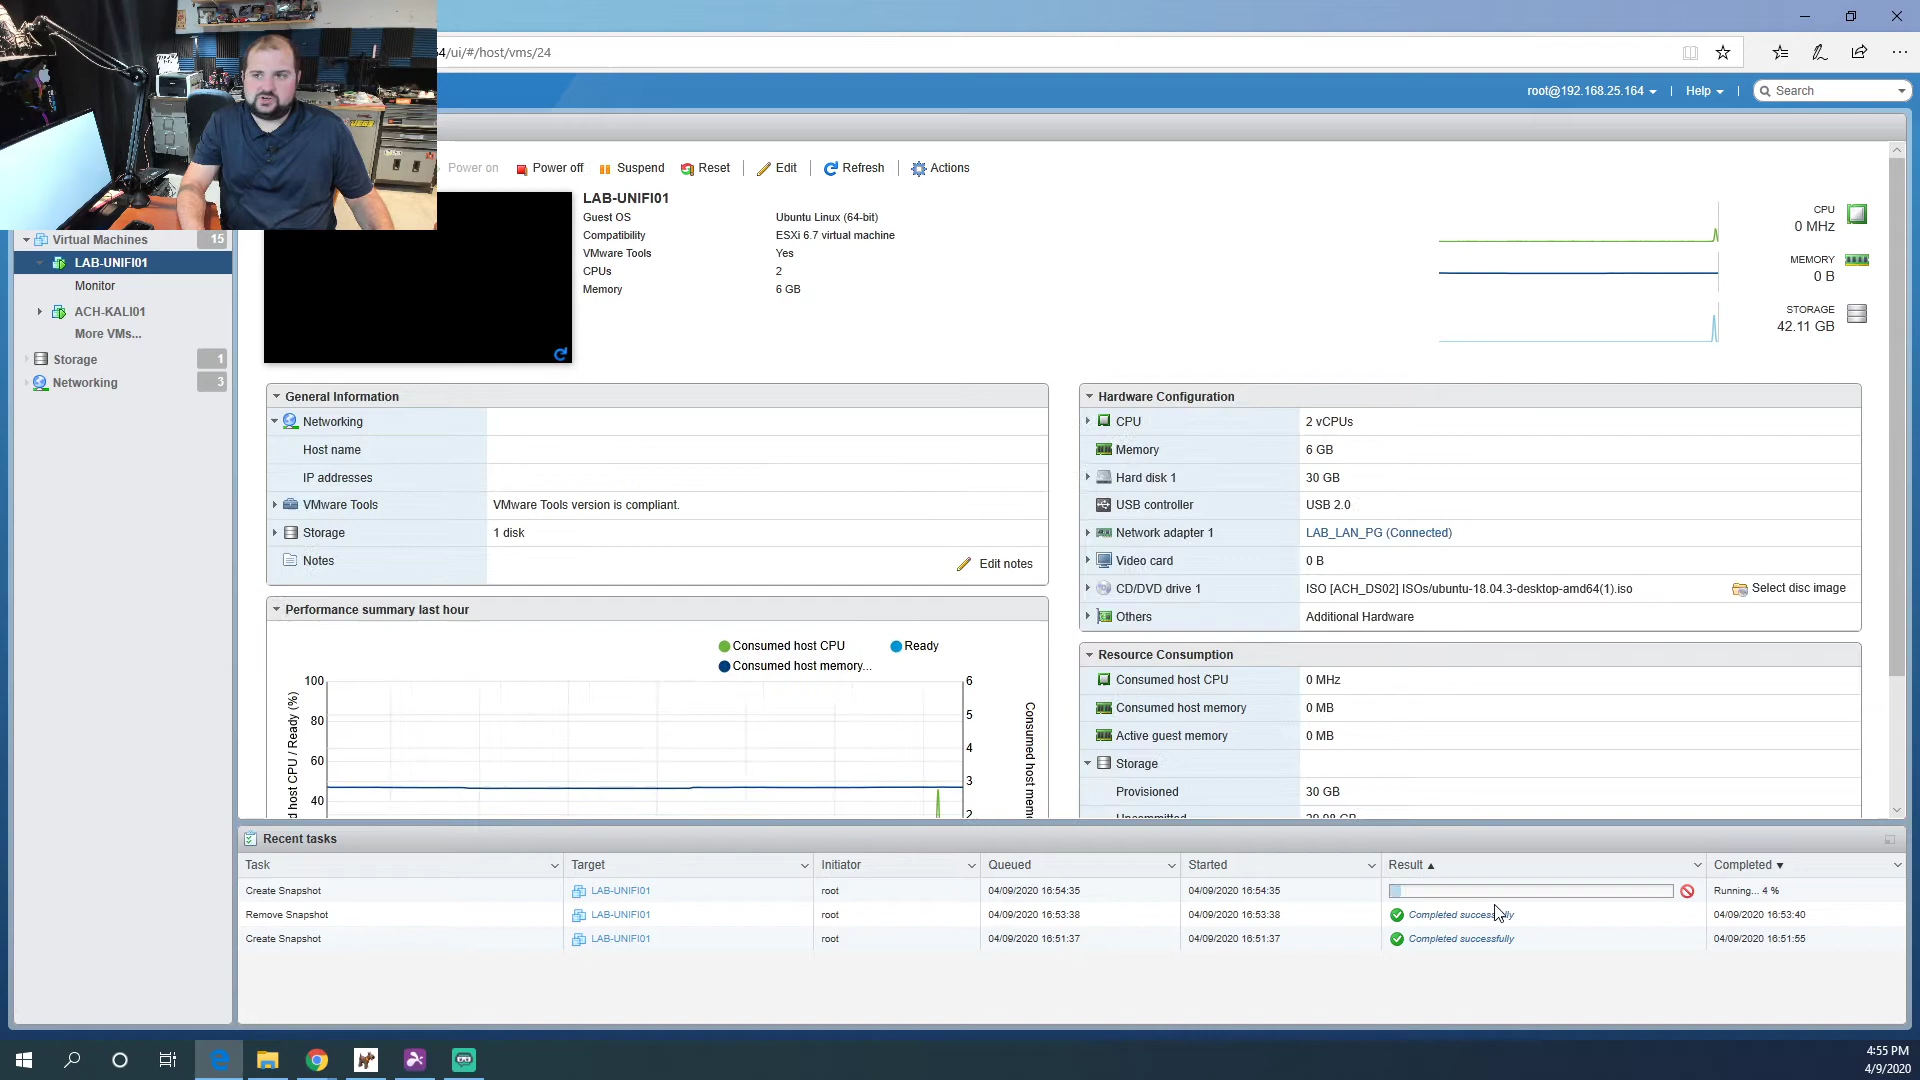 4/ui/#/host/vms/24
root@192.168.25.164
Help
Search
Power on
Power off
Suspend
Reset
Edit
Refresh
Actions
LAB-UNIFI01
Guest OS Ubuntu Linux (64-bit)
Compatibility ESXi 6.7 virtual machine
VMware Tools Yes
CPUs 2
Memory 6 GB
CPU
0 MHz
MEMORY
0 B
STORAGE
42.11 GB
Virtual Machines 15
LAB-UNIFI01
Monitor
ACH-KALI01
More VMs...
Storage 1
Networking 3
General Information
Networking
Host name
IP addresses
VMware Tools VMware Tools version is compliant.
Storage 1 disk
Notes
Edit notes
Performance summary last hour
Consumed host CPU
Ready
Consumed host memory...
100
80
60
40
d host CPU / Ready (%)
6
5
4
3
2
Consumed host mem
Hardware Configuration
CPU 2 vCPUs
Memory 6 GB
Hard disk 1 30 GB
USB controller USB 2.0
Network adapter 1 LAB_LAN_PG (Connected)
Video card 0 B
CD/DVD drive 1 ISO [ACH_DS02] ISOs/ubuntu-18.04.3-desktop-amd64(1).iso Select disc image
Others Additional Hardware
Resource Consumption
Consumed host CPU 0 MHz
Consumed host memory 0 MB
Active guest memory 0 MB
Storage
Provisioned 30 GB
Uncommitted 29.98 GB
Recent tasks
Task Target Initiator Queued Started Result Completed
Create Snapshot LAB-UNIFI01 root 04/09/2020 16:54:35 04/09/2020 16:54:35 Running... 4 %
Remove Snapshot LAB-UNIFI01 root 04/09/2020 16:53:38 04/09/2020 16:53:38 Completed successfully 04/09/2020 16:53:40
Create Snapshot LAB-UNIFI01 root 04/09/2020 16:51:37 04/09/2020 16:51:37 Completed successfully 04/09/2020 16:51:55
4:55 PM
4/9/2020